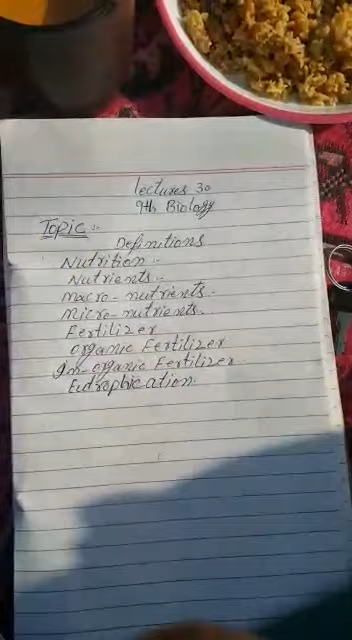 lectures 30
9th Biology
Topic :-
Definitions
Nutrition -
Nutrients -
Macro-nutrients -
Micro-nutrients -
Fertilizer
Organic Fertilizer
In-organic Fertilizer
Eutrophication.